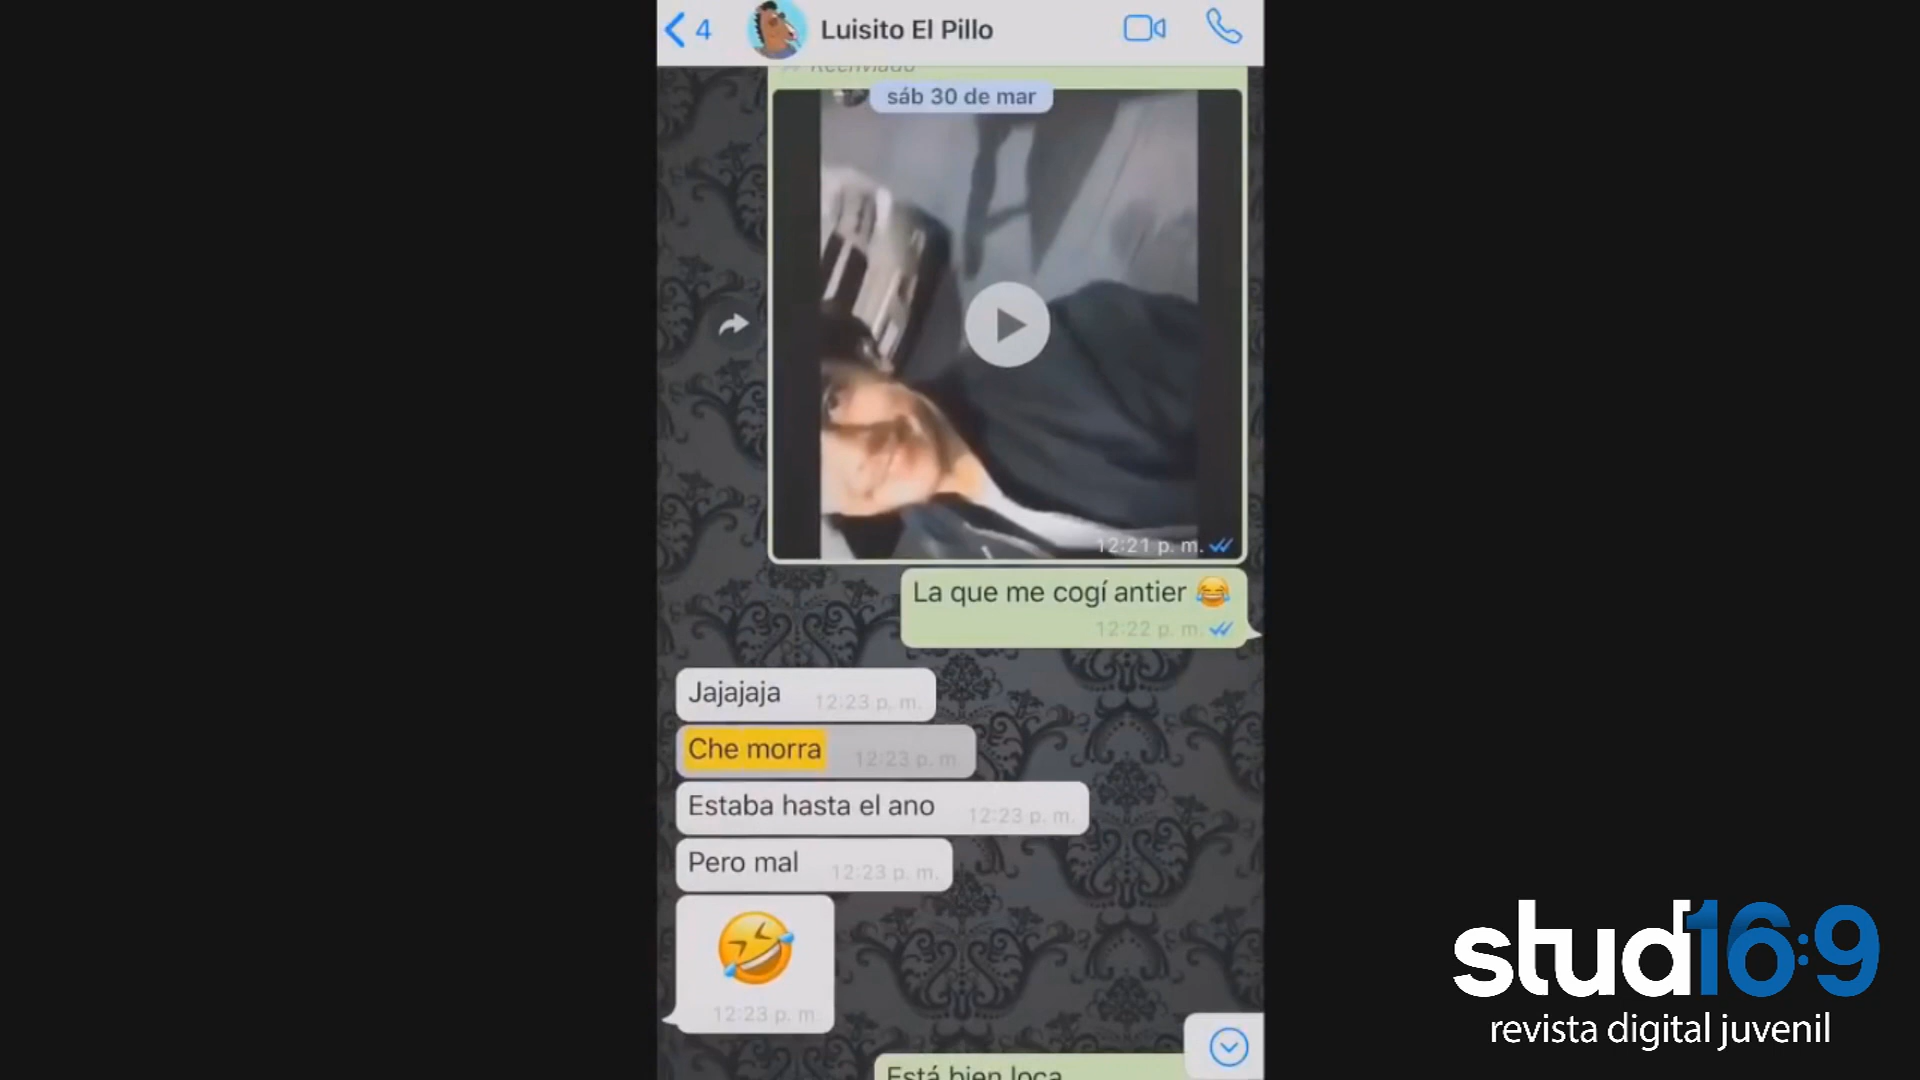 4
Luisito El Pillo
Reenviado
sáb 30 de mar
12:21 p. m.
La que me cogí antier 😂
12:22 p. m.
Jajajaja
12:23 p. m.
Che morra
12:23 p. m.
Estaba hasta el ano
12:23 p. m.
Pero mal
12:23 p. m.
🤣
12:23 p. m.
Está bien loca
stud16:9
revista digital juvenil